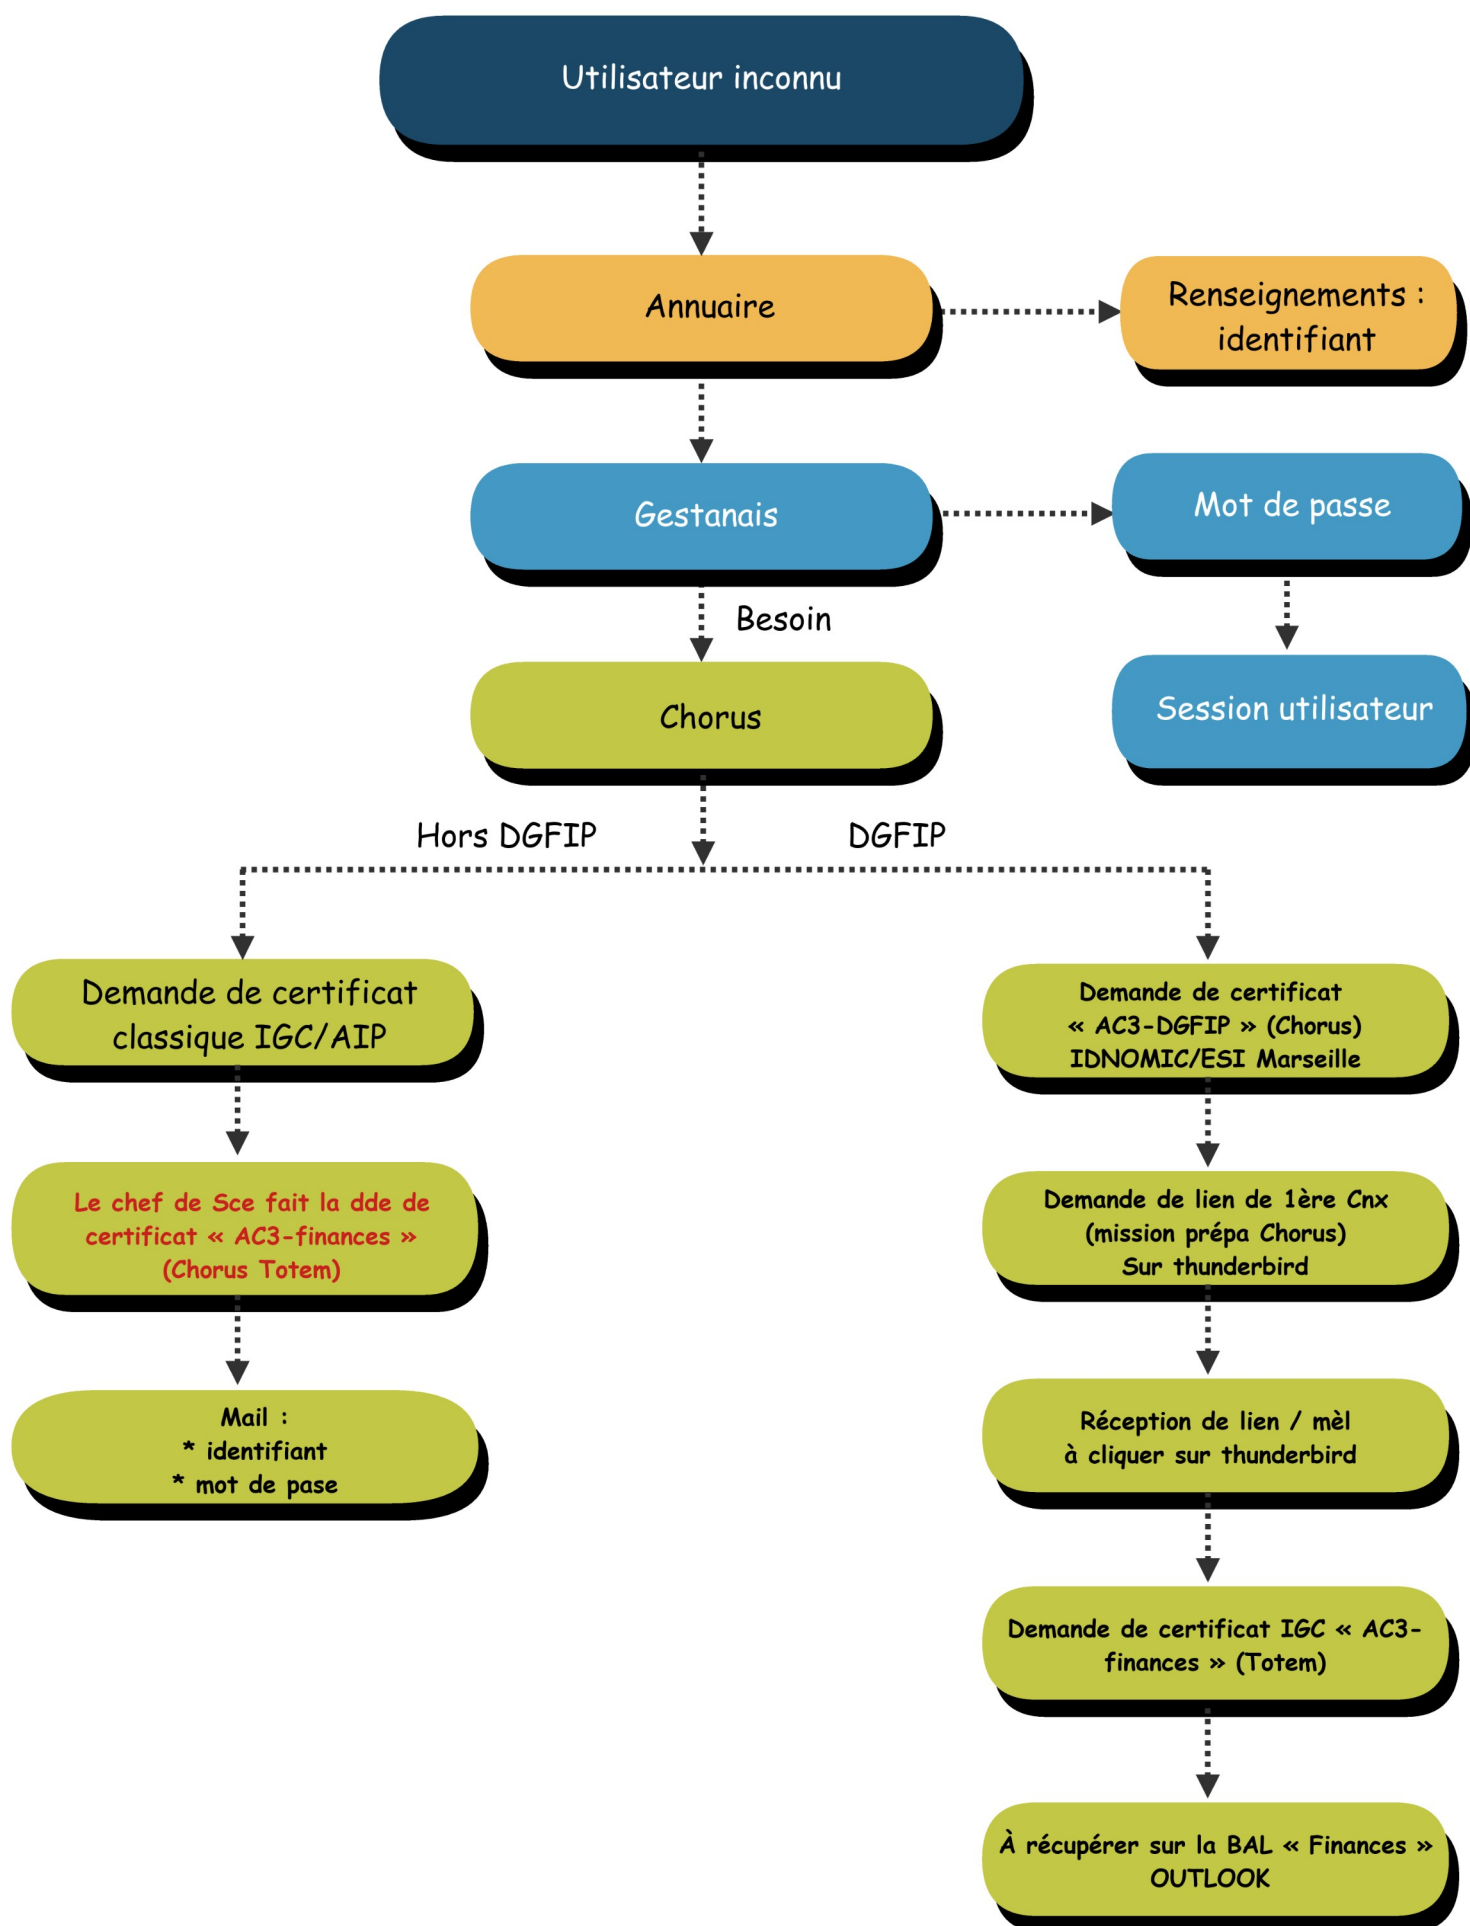 Utilisateur inconnu
Annuaire
Renseignements :
identifiant
Gestanais
Mot de passe
Besoin
Chorus
Session utilisateur
Hors DGFIP
DGFIP
Demande de certificat
classique IGC/AIP
Demande de certificat
« AC3-DGFIP » (Chorus)
IDNOMIC/ESI Marseille
Le chef de Sce fait la dde de
certificat « AC3-finances »
(Chorus Totem)
Demande de lien de 1ère Cnx
(mission prépa Chorus)
Sur thunderbird
Mail :
* identifiant
* mot de pase
Réception de lien / mèl
à cliquer sur thunderbird
Demande de certificat IGC « AC3-
finances » (Totem)
À récupérer sur la BAL « Finances »
OUTLOOK